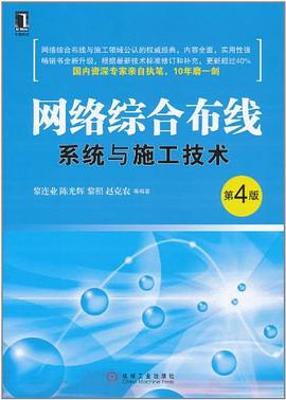 网络综合布线与施工领域公认的权威经典，内容全面，实用性强
畅销书全新升级，根据最新技术标准修订和补充，更新超过40%
国内资深专家亲自执笔，10年磨一剑
网络综合布线
系统与施工技术
第4版
黎连业 陈光辉 黎照 赵克农 等编著
机械工业出版社
China Machine Press